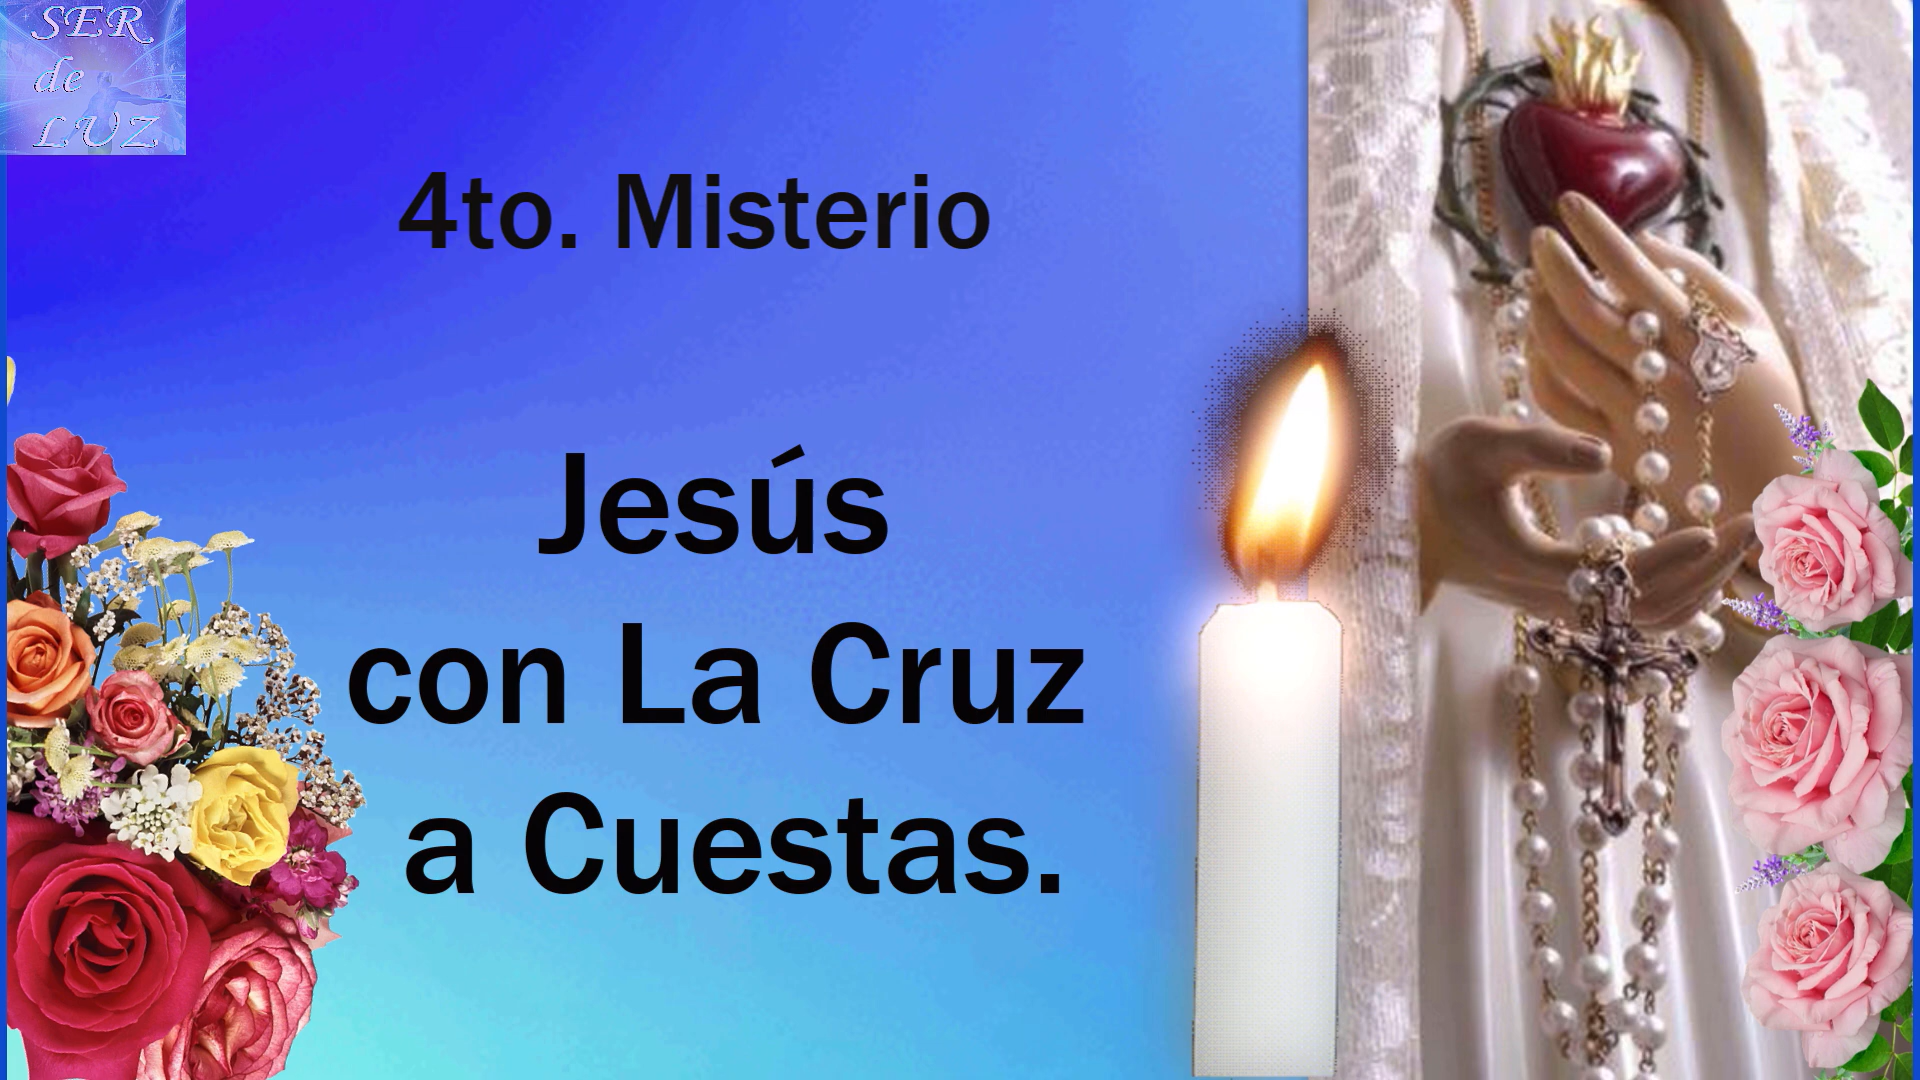 SER
de
LUZ
4to. Misterio
Jesús
con La Cruz
a Cuestas.